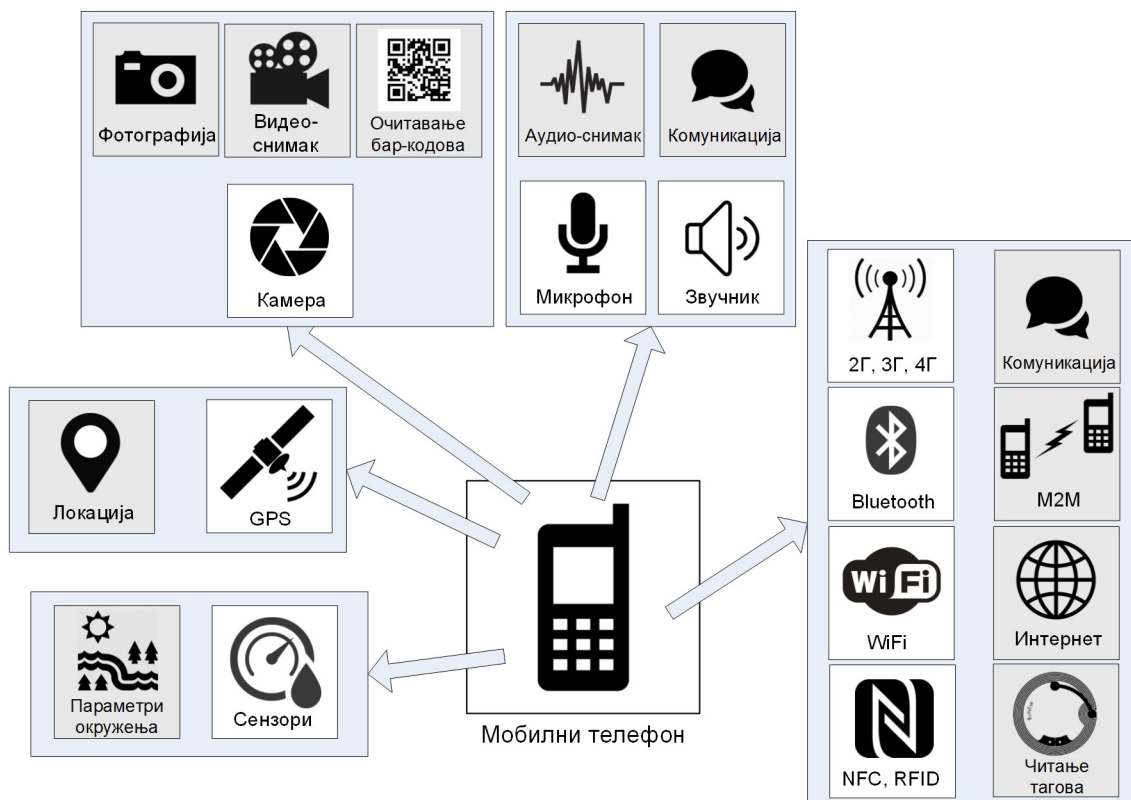 Фотографија
Видео-
снимак
Очитавање
бар-кодова
Камера
Аудио-снимак
Комуникација
Микрофон
Звучник
2Г, 3Г, 4Г
Комуникација
Bluetooth
M2M
WiFi
WiFi
Интернет
NFC, RFID
Читање
тагова
Локација
GPS
Параметри
окружења
Сензори
Мобилни телефон